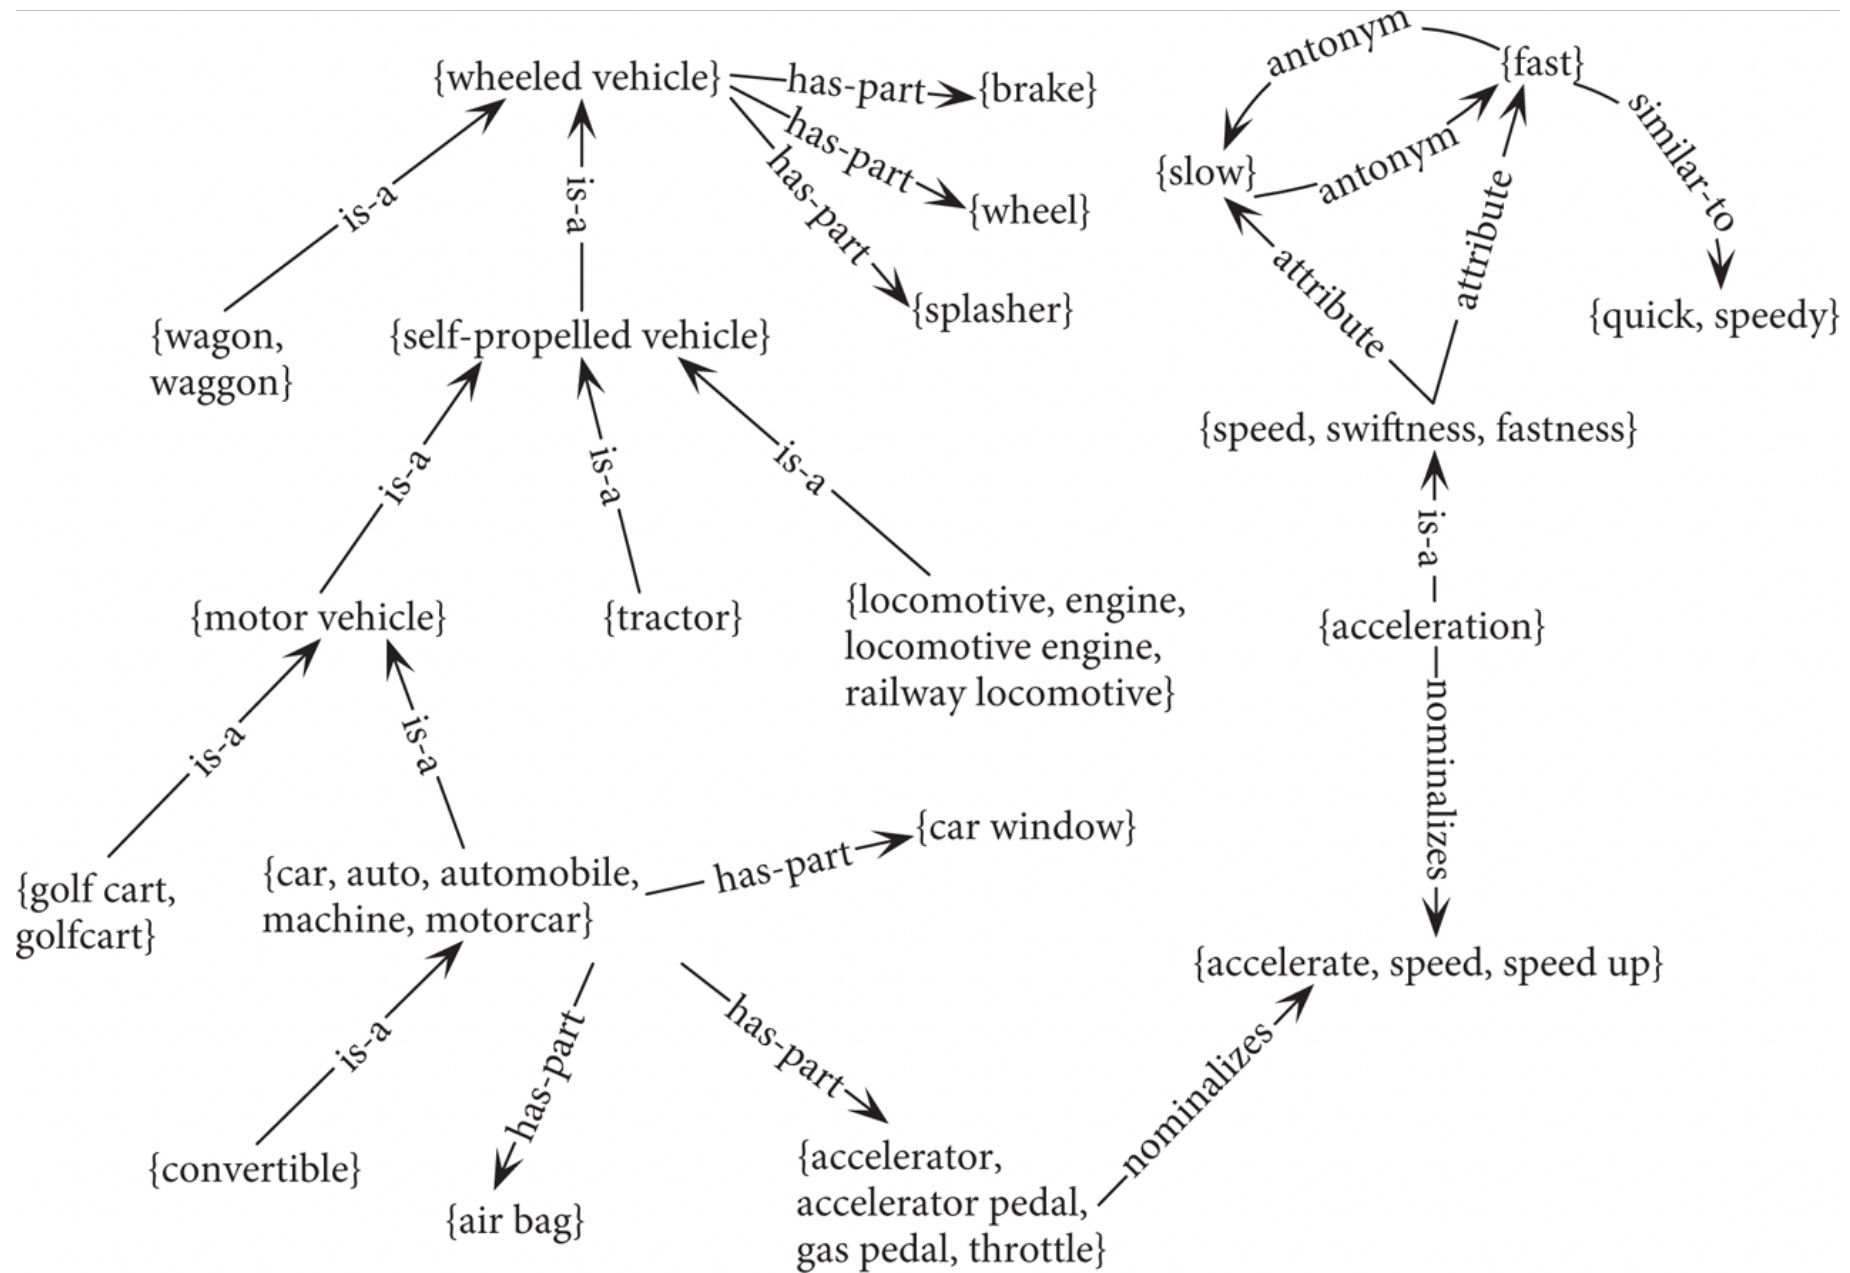 {wheeled vehicle}
has-part
{brake}
has-part
{wheel}
has-part
{splasher}
is-a
is-a
{wagon,
waggon}
{self-propelled vehicle}
is-a
is-a
is-a
{motor vehicle}
{tractor}
{locomotive, engine,
locomotive engine,
railway locomotive}
is-a
is-a
{golf cart,
golfcart}
{car, auto, automobile,
machine, motorcar}
has-part
{car window}
is-a
has-part
has-part
{convertible}
{air bag}
{accelerator,
accelerator pedal,
gas pedal, throttle}
nominalizes
antonym
{fast}
{slow}
antonym
similar-to
{quick, speedy}
attribute
attribute
{speed, swiftness, fastness}
is-a
{acceleration}
nominalizes
{accelerate, speed, speed up}